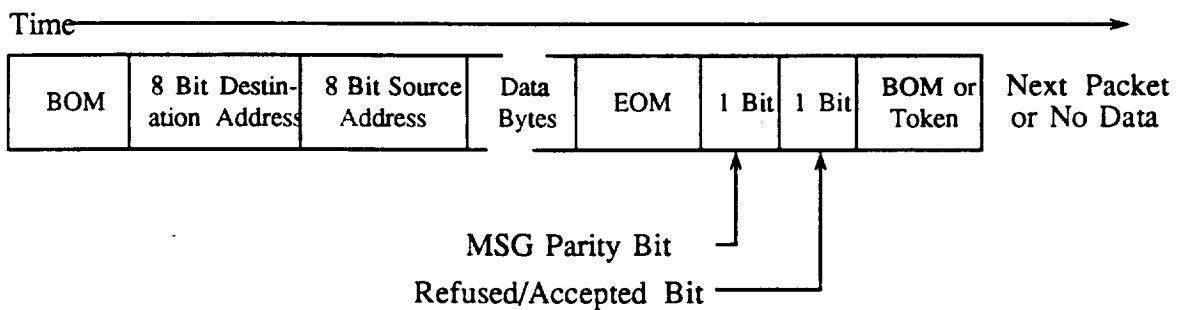 Time
BOM
8 Bit Destin-
ation Address
8 Bit Source
Address
Data
Bytes
EOM
1 Bit
1 Bit
BOM or
Token
Next Packet
or No Data
MSG Parity Bit
Refused/Accepted Bit